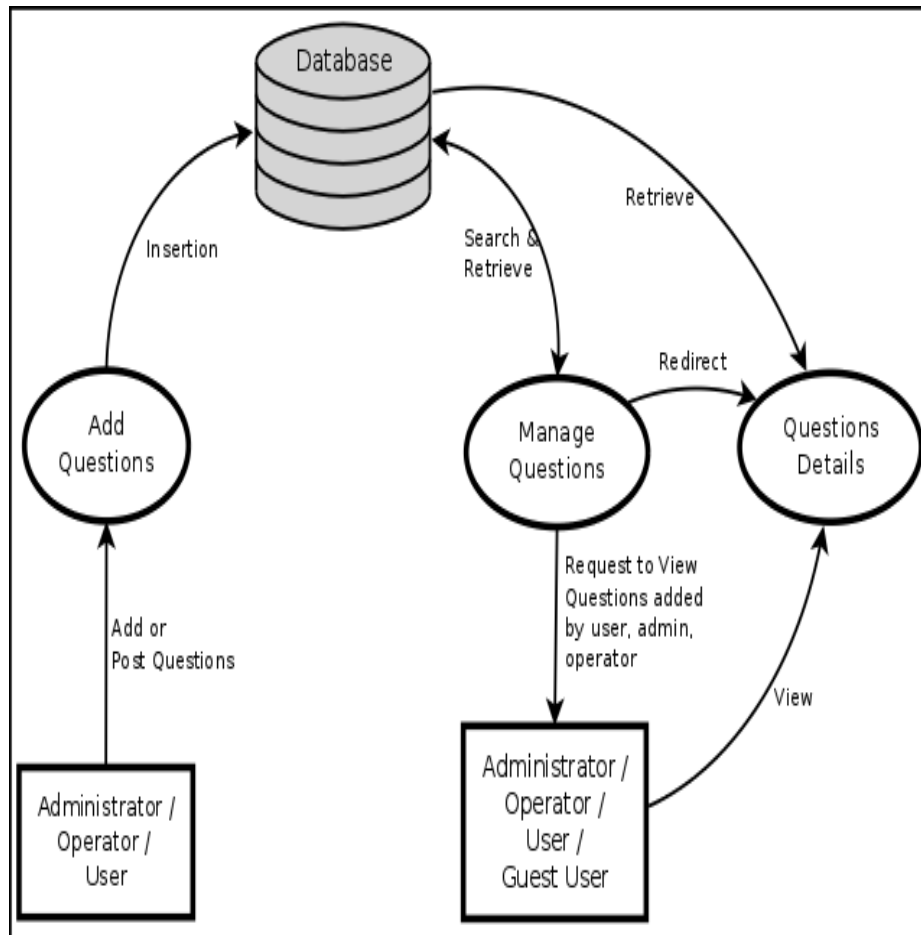 Database
Retrieve
Insertion
Search &
Retrieve
Redirect
Add
Questions
Manage
Questions
Questions
Details
Request to View
Questions added
by user, admin,
operator
Add or
Post Questions
View
Administrator /
Operator /
User
Administrator /
Operator /
User /
Guest User